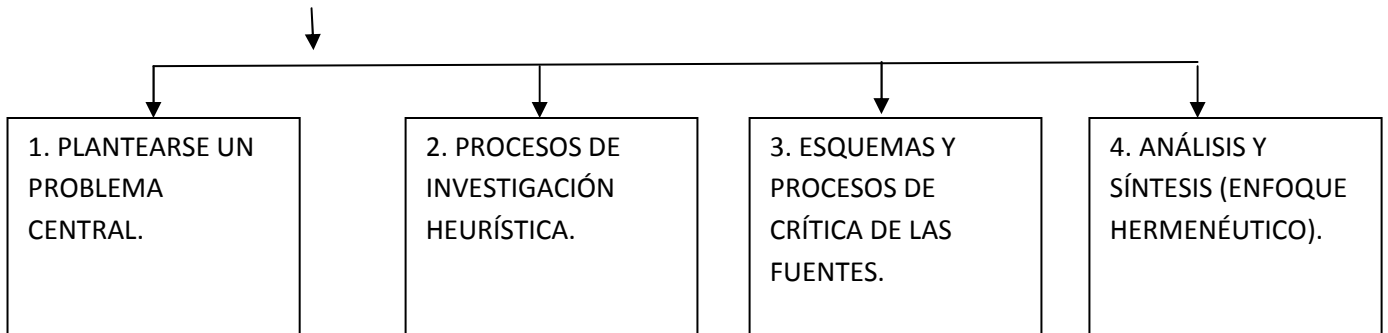 1. PLANTEARSE UN
PROBLEMA
CENTRAL.
2. PROCESOS DE
INVESTIGACIÓN
HEURÍSTICA.
3. ESQUEMAS Y
PROCESOS DE
CRÍTICA DE LAS
FUENTES.
4. ANÁLISIS Y
SÍNTESIS (ENFOQUE
HERMENÉUTICO).